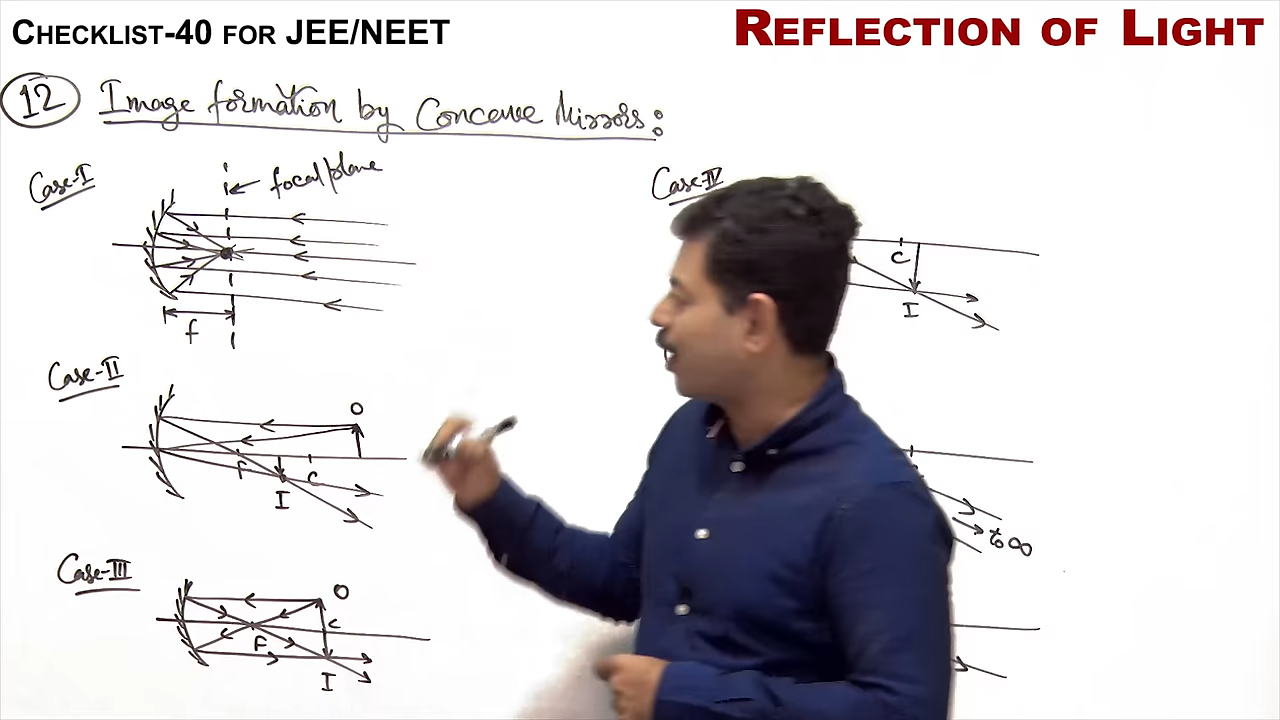 CHECKLIST-40 FOR JEE/NEET
REFLECTION OF LIGHT
12 Image formation by Concave Mirrors:
Case-I
focal plane
f
Case-II
O
F
C
I
Case-III
O
C
F
I
Case-IV
C
I
to ∞